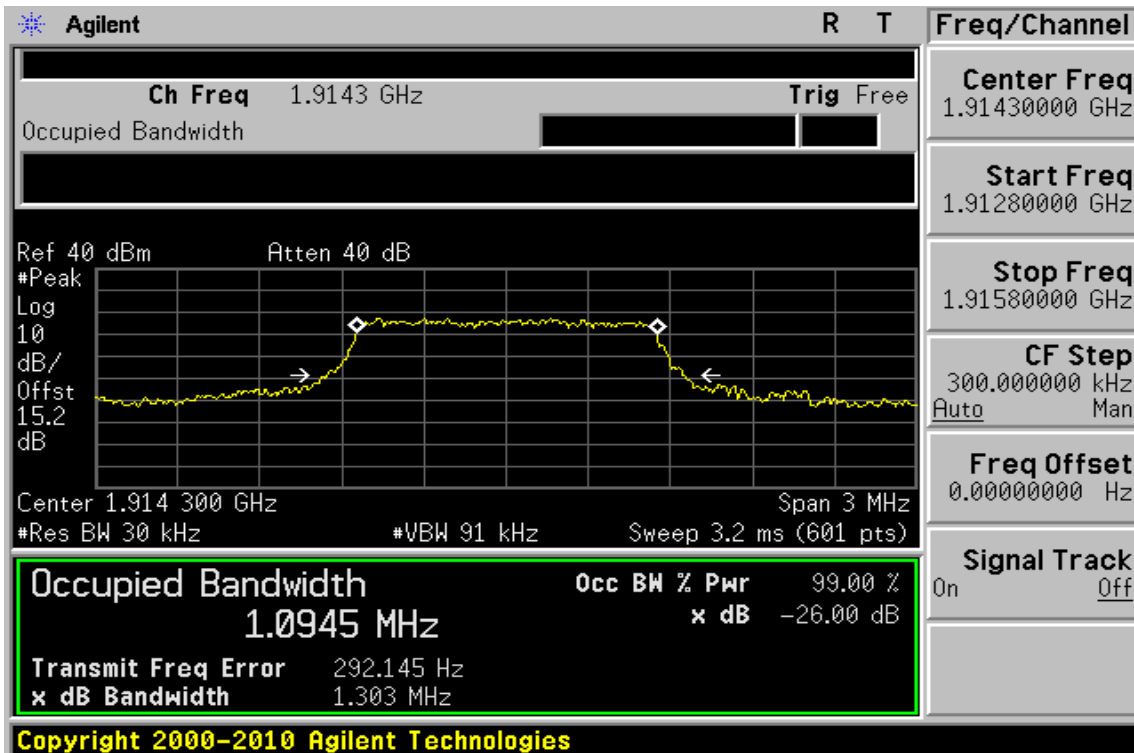 Agilent R T
Ch Freq 1.9143 GHz Trig Free
Occupied Bandwidth
Ref 40 dBm Atten 40 dB
#Peak
Log
10
dB/
Offst
15.2
dB
Center 1.914 300 GHz Span 3 MHz
#Res BW 30 kHz #VBW 91 kHz Sweep 3.2 ms (601 pts)
Occupied Bandwidth Occ BW % Pwr 99.00 %
1.0945 MHz x dB -26.00 dB
Transmit Freq Error 292.145 Hz
x dB Bandwidth 1.303 MHz
Copyright 2000-2010 Agilent Technologies
Freq/Channel
Center Freq
1.91430000 GHz
Start Freq
1.91280000 GHz
Stop Freq
1.91580000 GHz
CF Step
300.000000 kHz
Auto Man
Freq Offset
0.00000000 Hz
Signal Track
On Off